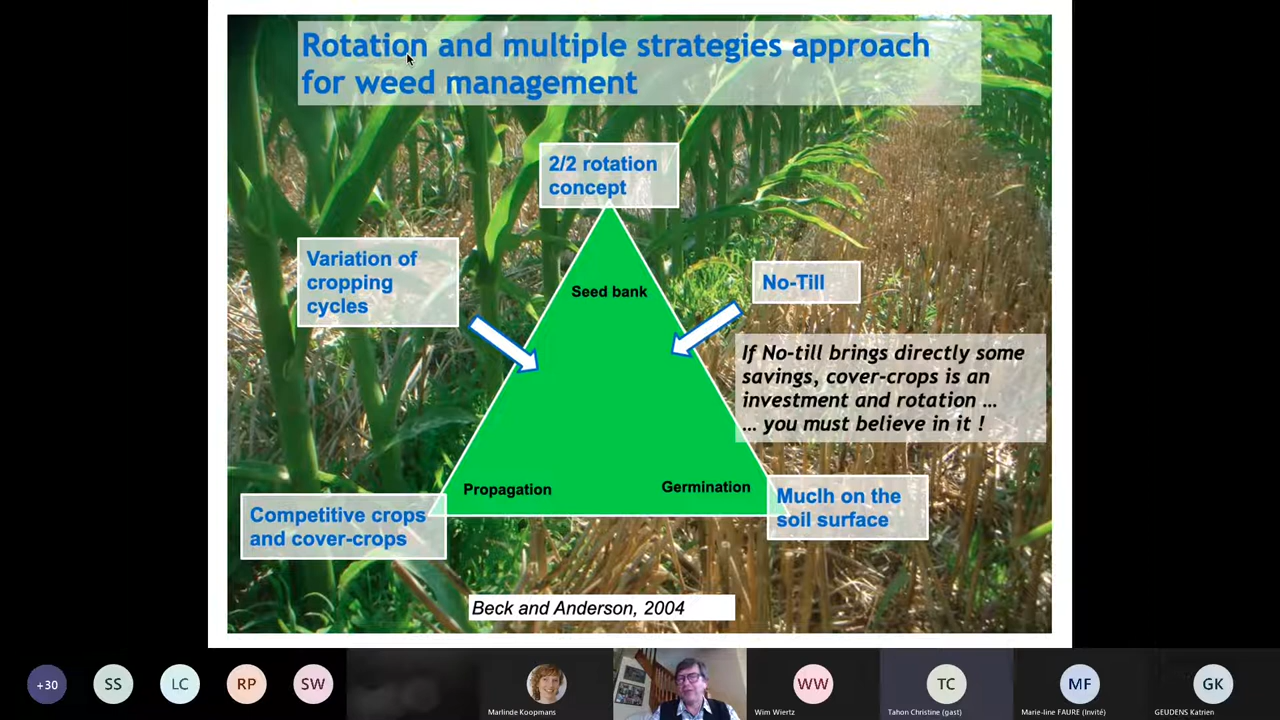 Rotation and multiple strategies approach
for weed management
2/2 rotation
concept
Variation of
cropping
cycles
Seed bank
No-Till
If No-till brings directly some
savings, cover-crops is an
investment and rotation ...
... you must believe in it !
Propagation
Germination
Competitive crops
and cover-crops
Muclh on the
soil surface
Beck and Anderson, 2004
+30
SS
LC
RP
SW
Marlinde Koopmans
WW
Wim Wiertz
TC
Tahon Christine (gast)
MF
Marie-line FAURE (Invité)
GK
GEUDENS Katrien